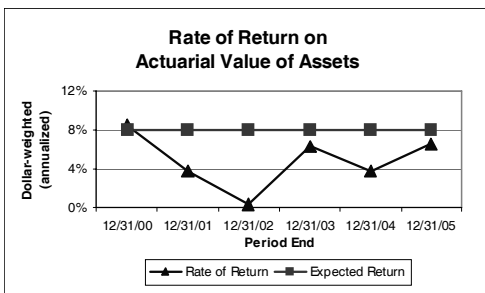 Rate of Return on
Actuarial Value of Assets
Dollar-weighted
(annualized)
12%
8%
4%
0%
12/31/00 12/31/01 12/31/02 12/31/03 12/31/04 12/31/05
Period End
Rate of Return Expected Return